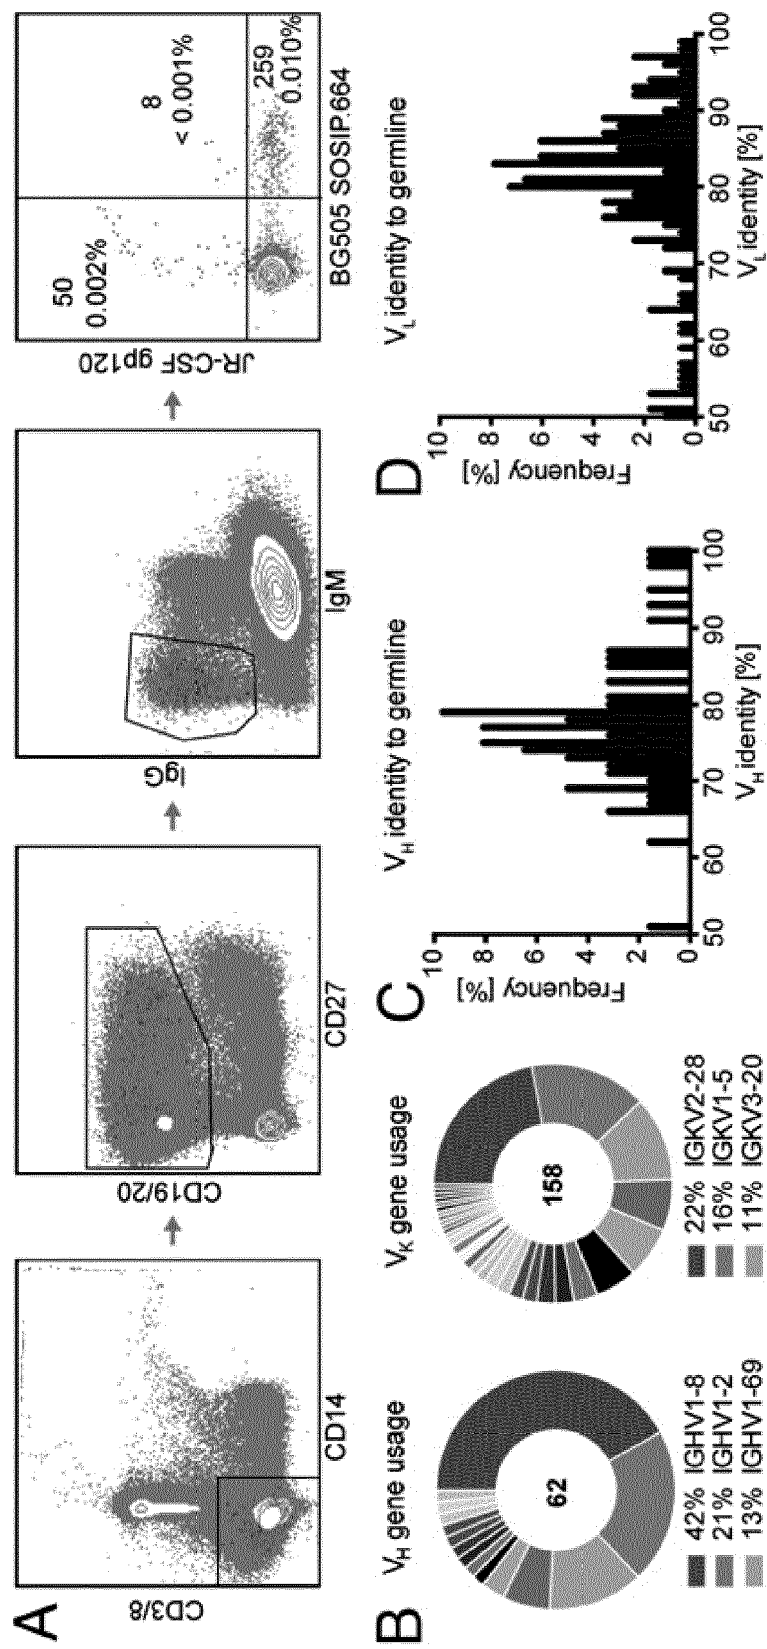 A
CD3/8
CD14
CD19/20
CD27
IgG
IgM
JR-CSF gp120
BG505 SOSIP.664
50
0.002%
8
< 0.001%
259
0.010%
B
VH gene usage
62
42% IGHV1-8
21% IGHV1-2
13% IGHV1-69
VK gene usage
158
22% IGKV2-28
16% IGKV1-5
11% IGKV3-20
C
VH identity to germline
Frequency [%]
10
8
6
4
2
0
50 60 70 80 90 100
VH identity [%]
D
VL identity to germline
Frequency [%]
10
8
6
4
2
0
50 60 70 80 90 100
VL identity [%]